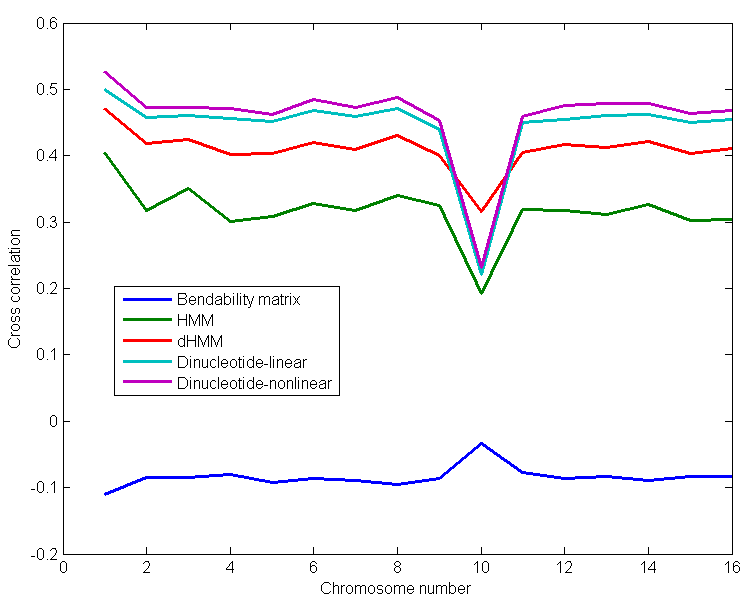 0.6
0.5
0.4
0.3
0.2
0.1
0
-0.1
-0.2
Cross correlation
Bendability matrix
HMM
dHMM
Dinucleotide-linear
Dinucleotide-nonlinear
0 2 4 6 8 10 12 14 16
Chromosome number